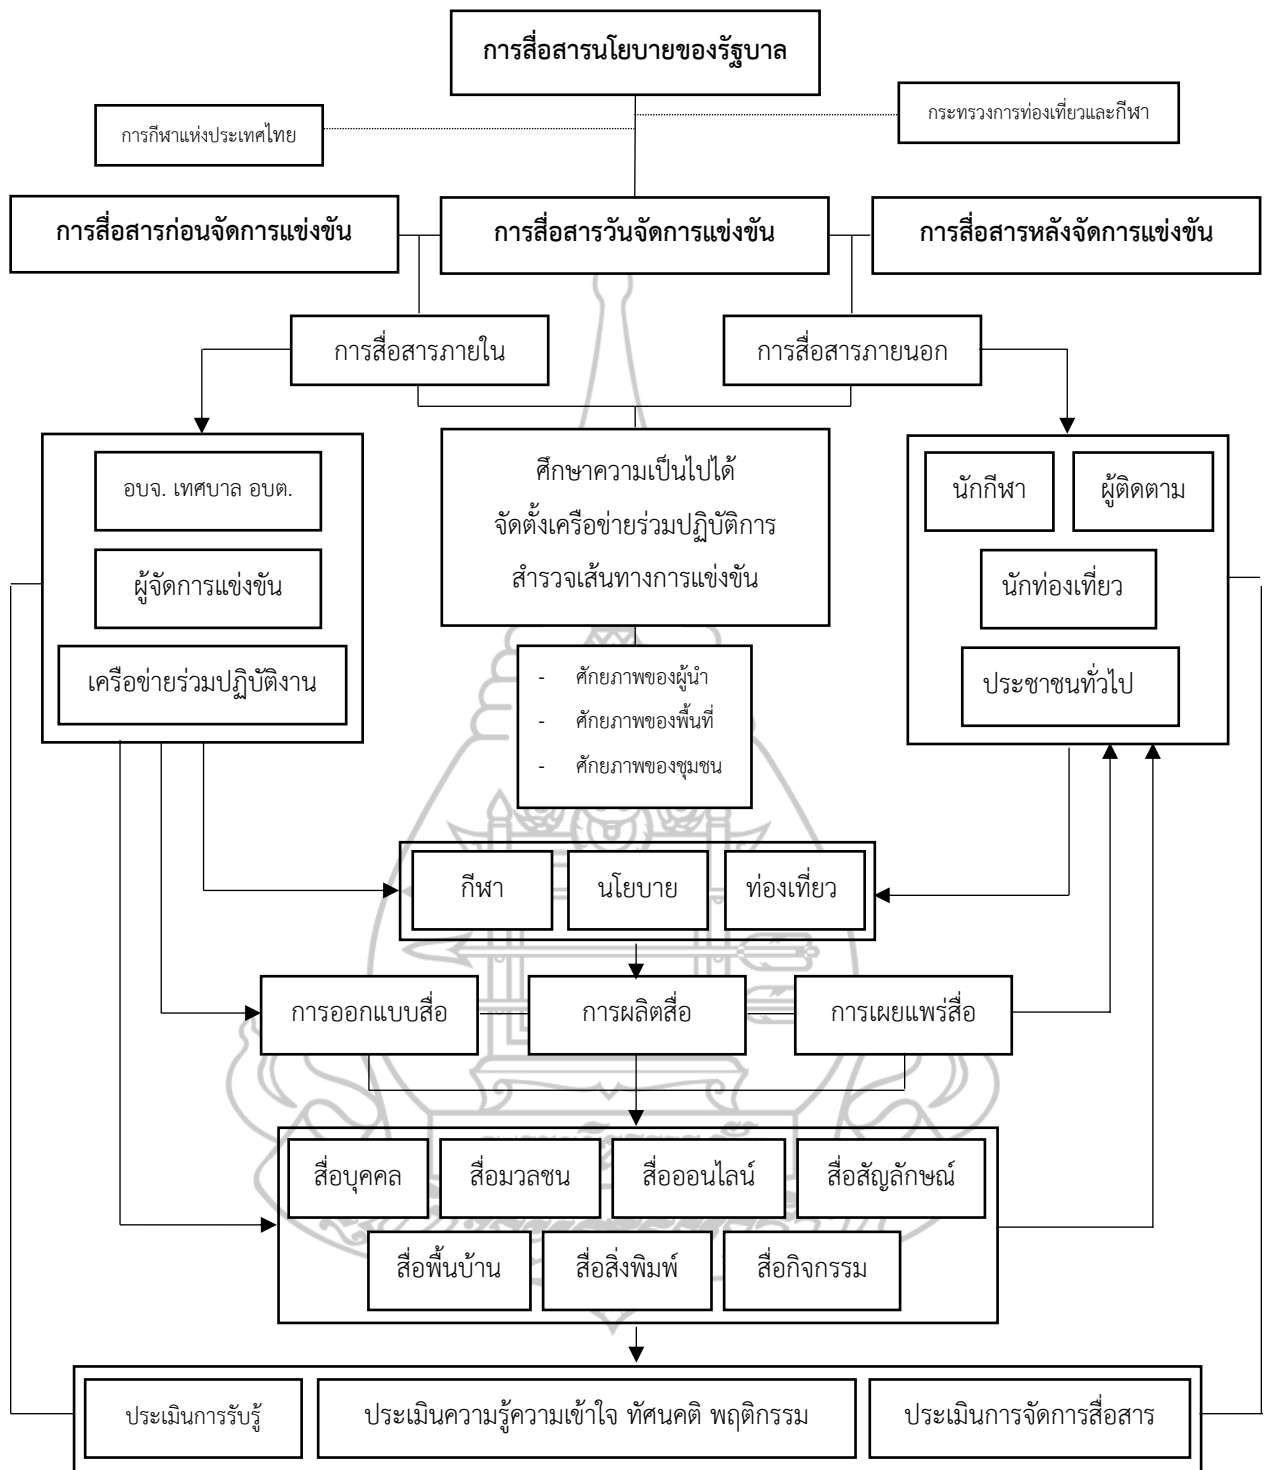 การสื่อสารนโยบายของรัฐบาล
การกีฬาแห่งประเทศไทย
กระทรวงการท่องเที่ยวและกีฬา
การสื่อสารก่อนจัดการแข่งขัน
การสื่อสารวันจัดการแข่งขัน
การสื่อสารหลังจัดการแข่งขัน
การสื่อสารภายใน
การสื่อสารภายนอก
อบจ. เทศบาล อบต.
ผู้จัดการแข่งขัน
เครือข่ายร่วมปฏิบัติงาน
ศึกษาความเป็นไปได้
จัดตั้งเครือข่ายร่วมปฏิบัติการ
สำรวจเส้นทางการแข่งขัน
นักกีฬา
ผู้ติดตาม
นักท่องเที่ยว
ประชาชนทั่วไป
- ศักยภาพของผู้นำ
- ศักยภาพของพื้นที่
- ศักยภาพของชุมชน
กีฬา
นโยบาย
ท่องเที่ยว
การออกแบบสื่อ
การผลิตสื่อ
การเผยแพร่สื่อ
สื่อบุคคล
สื่อมวลชน
สื่อออนไลน์
สื่อสัญลักษณ์
สื่อพื้นบ้าน
สื่อสิ่งพิมพ์
สื่อกิจกรรม
ประเมินการรับรู้
ประเมินความรู้ความเข้าใจ ทัศนคติ พฤติกรรม
ประเมินการจัดการสื่อสาร